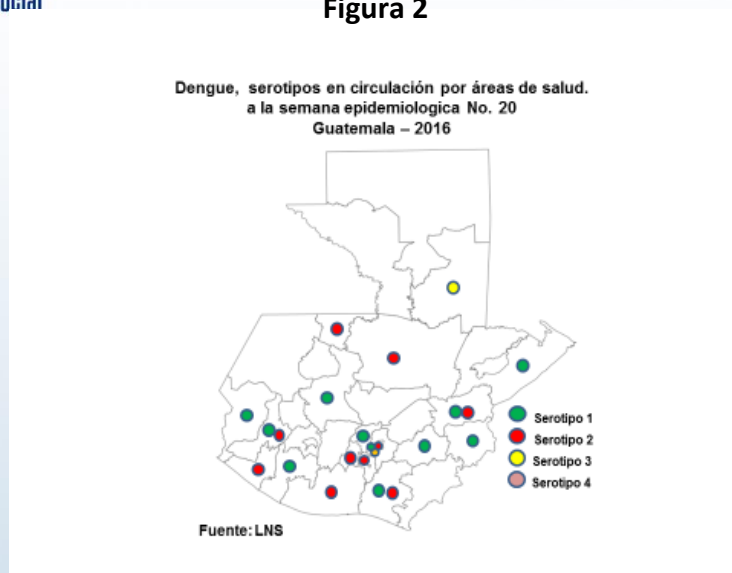 Figura 2
Dengue, serotipos en circulación por áreas de salud.
a la semana epidemiologica No. 20
Guatemala – 2016
Serotipo 1
Serotipo 2
Serotipo 3
Serotipo 4
Fuente: LNS